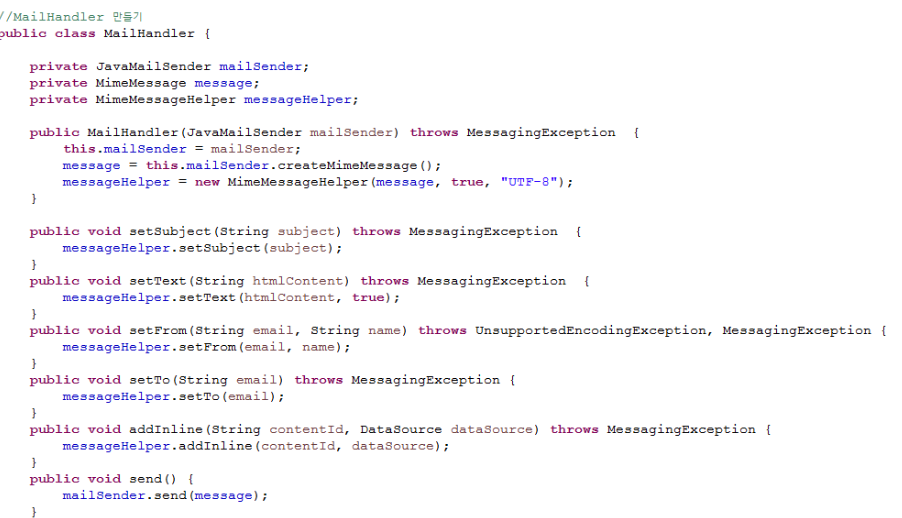 //MailHandler 만들기
public class MailHandler {
private JavaMailSender mailSender;
private MimeMessage message;
private MimeMessageHelper messageHelper;
public MailHandler(JavaMailSender mailSender) throws MessagingException {
this.mailSender = mailSender;
message = this.mailSender.createMimeMessage();
messageHelper = new MimeMessageHelper(message, true, "UTF-8");
}
public void setSubject(String subject) throws MessagingException {
messageHelper.setSubject(subject);
}
public void setText(String htmlContent) throws MessagingException {
messageHelper.setText(htmlContent, true);
}
public void setFrom(String email, String name) throws UnsupportedEncodingException, MessagingException {
messageHelper.setFrom(email, name);
}
public void setTo(String email) throws MessagingException {
messageHelper.setTo(email);
}
public void addInline(String contentId, DataSource dataSource) throws MessagingException {
messageHelper.addInline(contentId, dataSource);
}
public void send() {
mailSender.send(message);
}